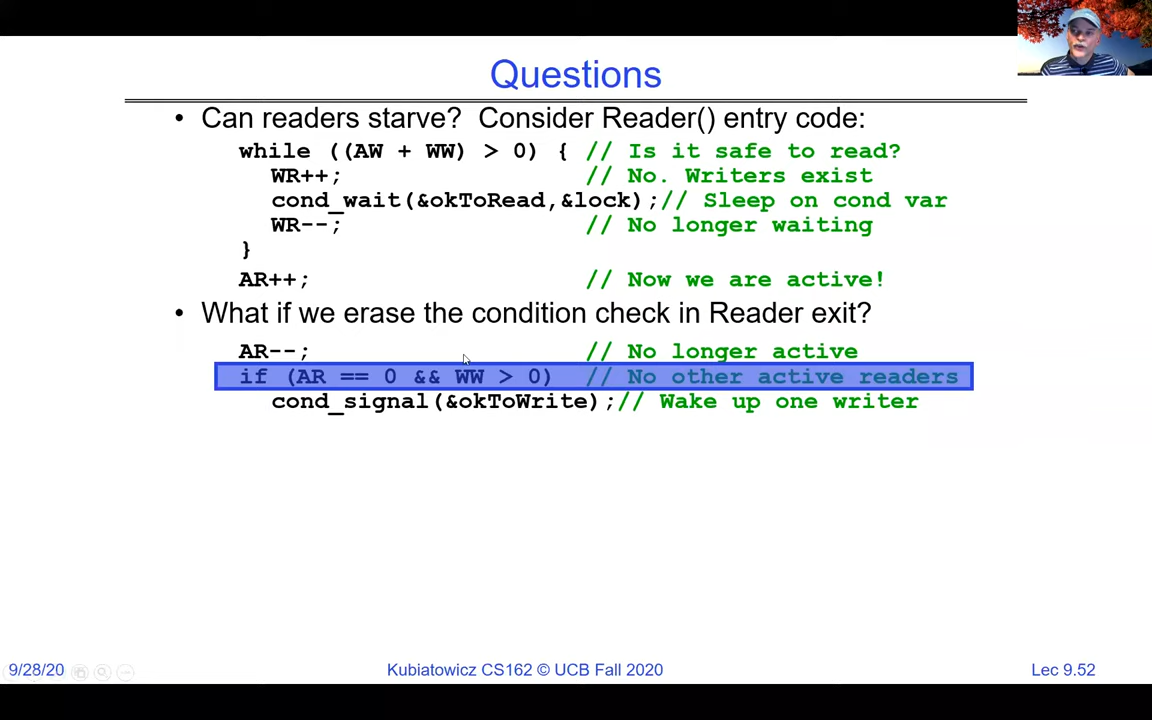 Questions
• Can readers starve? Consider Reader() entry code:
while ((AW + WW) > 0) { // Is it safe to read?
WR++; // No. Writers exist
cond_wait(&okToRead,&lock);// Sleep on cond var
WR--; // No longer waiting
}
AR++; // Now we are active!
• What if we erase the condition check in Reader exit?
AR--; // No longer active
if (AR == 0 && WW > 0) // No other active readers
cond_signal(&okToWrite);// Wake up one writer
9/28/20 Kubiatowicz CS162 © UCB Fall 2020 Lec 9.52